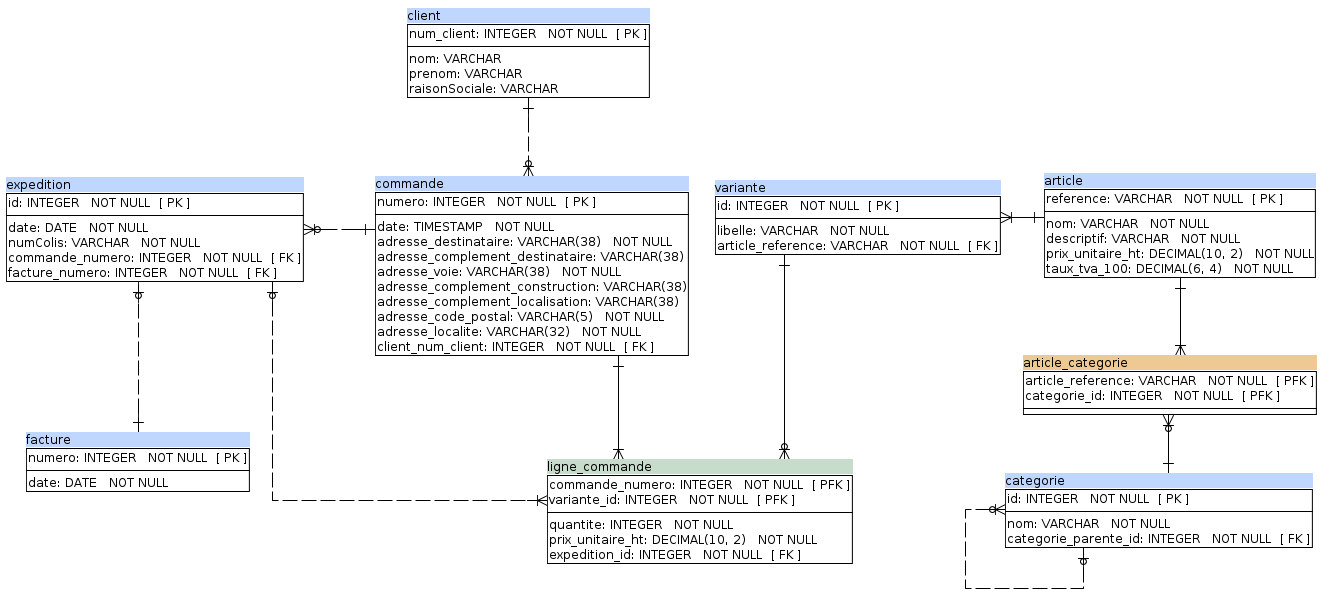 client
num_client: INTEGER NOT NULL [ PK ]
nom: VARCHAR
prenom: VARCHAR
raisonSociale: VARCHAR
expedition
id: INTEGER NOT NULL [ PK ]
date: DATE NOT NULL
numColis: VARCHAR NOT NULL
commande_numero: INTEGER NOT NULL [ FK ]
facture_numero: INTEGER NOT NULL [ FK ]
commande
numero: INTEGER NOT NULL [ PK ]
date: TIMESTAMP NOT NULL
adresse_destinataire: VARCHAR(38) NOT NULL
adresse_complement_destinataire: VARCHAR(38)
adresse_voie: VARCHAR(38) NOT NULL
adresse_complement_construction: VARCHAR(38)
adresse_complement_localisation: VARCHAR(38)
adresse_code_postal: VARCHAR(5) NOT NULL
adresse_localite: VARCHAR(32) NOT NULL
client_num_client: INTEGER NOT NULL [ FK ]
variante
id: INTEGER NOT NULL [ PK ]
libelle: VARCHAR NOT NULL
article_reference: VARCHAR NOT NULL [ FK ]
article
reference: VARCHAR NOT NULL [ PK ]
nom: VARCHAR NOT NULL
descriptif: VARCHAR NOT NULL
prix_unitaire_ht: DECIMAL(10, 2) NOT NULL
taux_tva_100: DECIMAL(6, 4) NOT NULL
article_categorie
article_reference: VARCHAR NOT NULL [ PFK ]
categorie_id: INTEGER NOT NULL [ PFK ]
facture
numero: INTEGER NOT NULL [ PK ]
date: DATE NOT NULL
ligne_commande
commande_numero: INTEGER NOT NULL [ PFK ]
variante_id: INTEGER NOT NULL [ PFK ]
quantite: INTEGER NOT NULL
prix_unitaire_ht: DECIMAL(10, 2) NOT NULL
expedition_id: INTEGER NOT NULL [ FK ]
categorie
id: INTEGER NOT NULL [ PK ]
nom: VARCHAR NOT NULL
categorie_parente_id: INTEGER NOT NULL [ FK ]